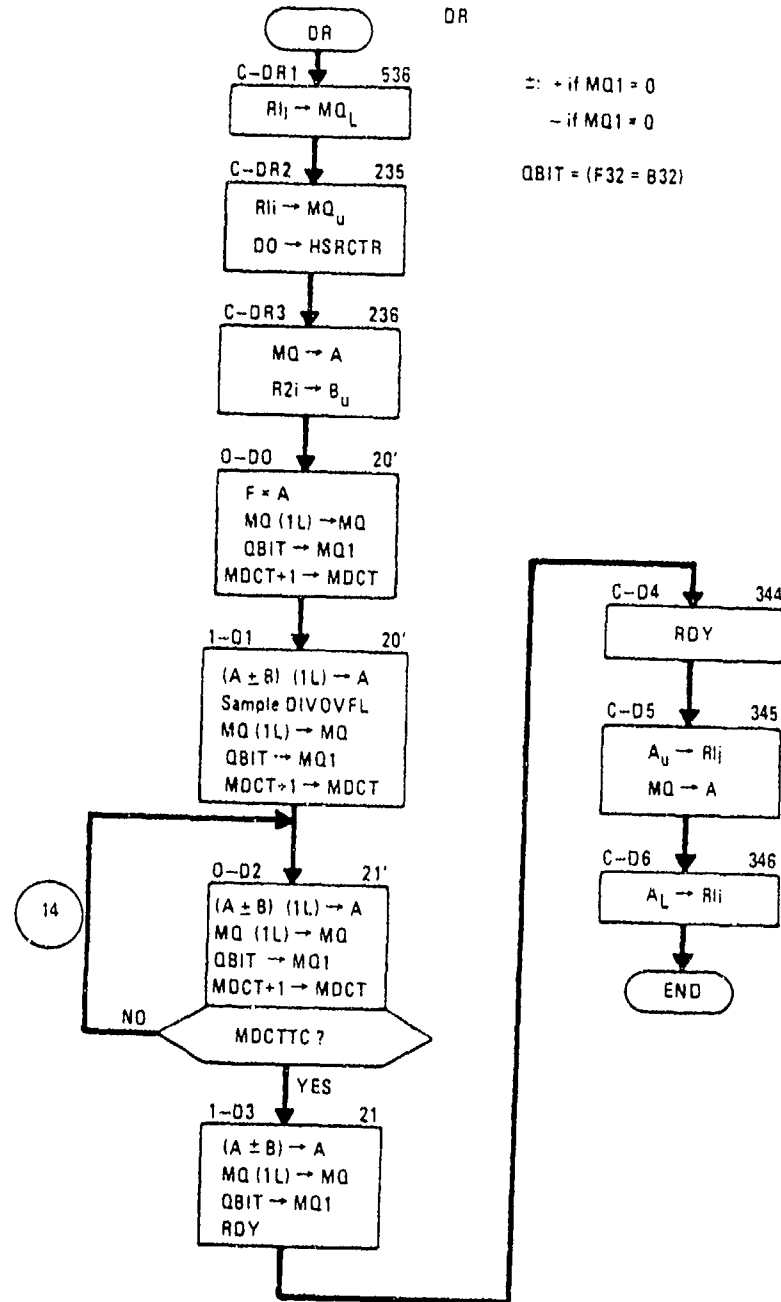 DR
DR
±: + if MQ1 = 0
- if MQ1 = 0
QBIT = (F32 = B32)
C-DR1 536
RIj → MQL
C-DR2 235
RIi → MQu
DO → HSRCTR
C-DR3 236
MQ → A
R2i → Bu
O-DO 20'
F = A
MQ (1L) → MQ
QBIT → MQ1
MDCT+1 → MDCT
1-D1 20'
(A ± B) (1L) → A
Sample DIVOVFL
MQ (1L) → MQ
QBIT → MQ1
MDCT+1 → MDCT
14
O-D2 21'
(A ± B) (1L) → A
MQ (1L) → MQ
QBIT → MQ1
MDCT+1 → MDCT
NO
MDCTTC ?
YES
1-D3 21
(A ± B) → A
MQ (1L) → MQ
QBIT → MQ1
RDY
C-D4 344
RDY
C-D5 345
Au → RIj
MQ → A
C-D6 346
AL → RIi
END